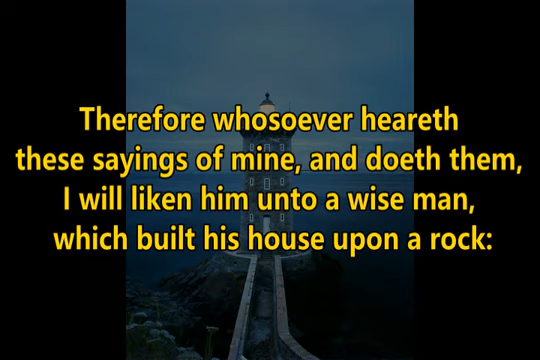 Therefore whosoever heareth
these sayings of mine, and doeth them,
I will liken him unto a wise man,
which built his house upon a rock: